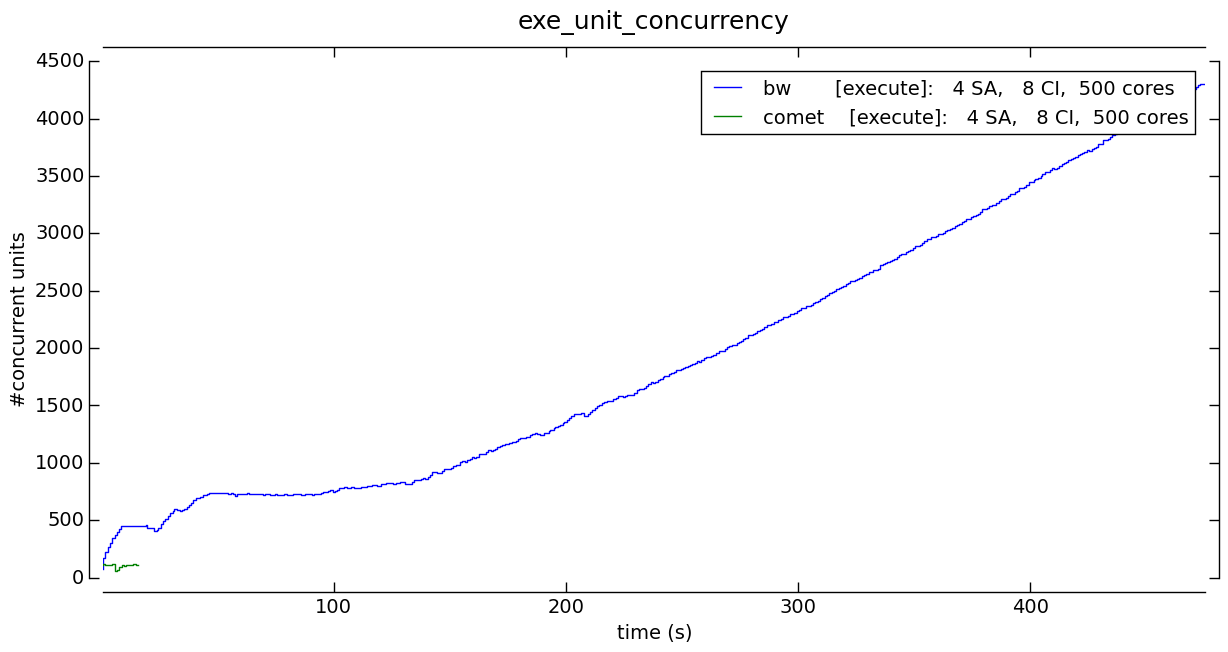 exe_unit_concurrency
4500
4000
3500
3000
2500
2000
1500
1000
500
0
#concurrent units
bw [execute]: 4 SA, 8 CI, 500 cores
comet [execute]: 4 SA, 8 CI, 500 cores
100 200 300 400
time (s)